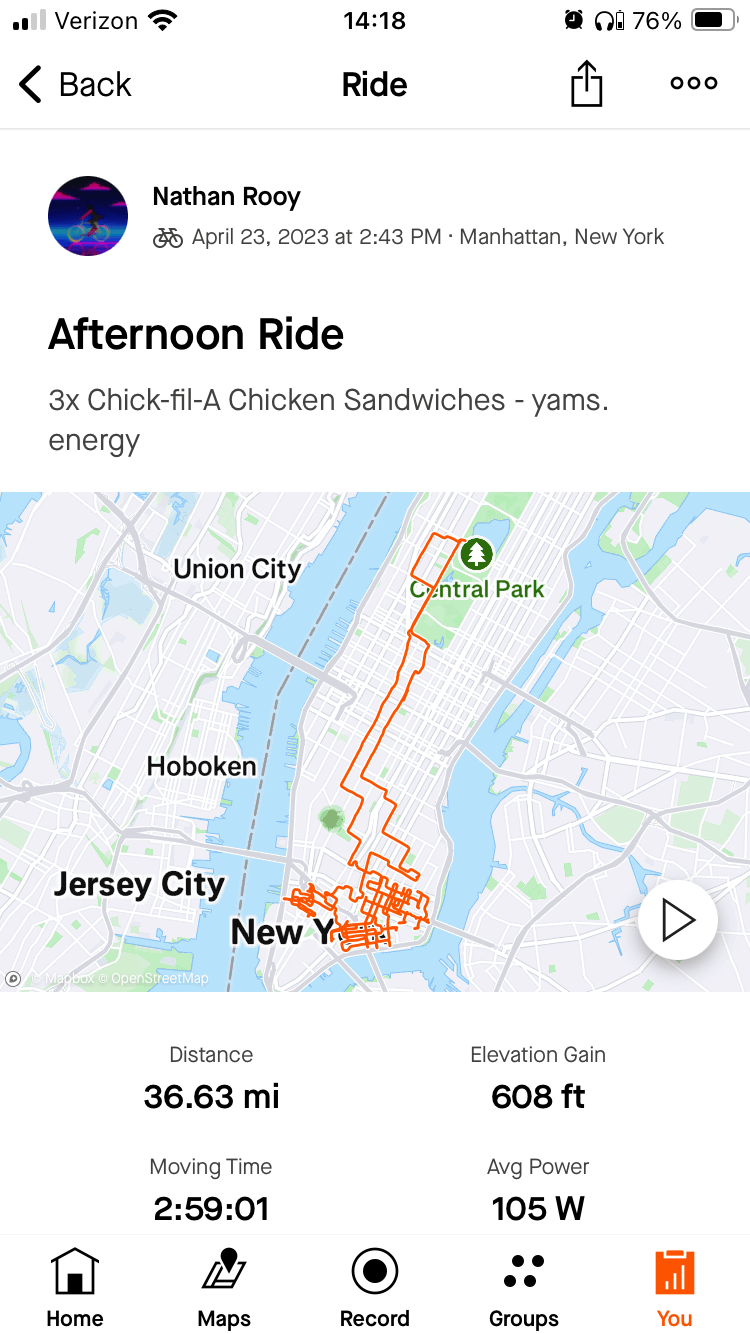 Verizon 14:18 76%
Back Ride
Nathan Rooy
April 23, 2023 at 2:43 PM · Manhattan, New York
Afternoon Ride
3x Chick-fil-A Chicken Sandwiches - yams.
energy
Union City
Central Park
Hoboken
Jersey City
New Y
© Mapbox © OpenStreetMap
Distance Elevation Gain
36.63 mi 608 ft
Moving Time Avg Power
2:59:01 105 W
Home Maps Record Groups You